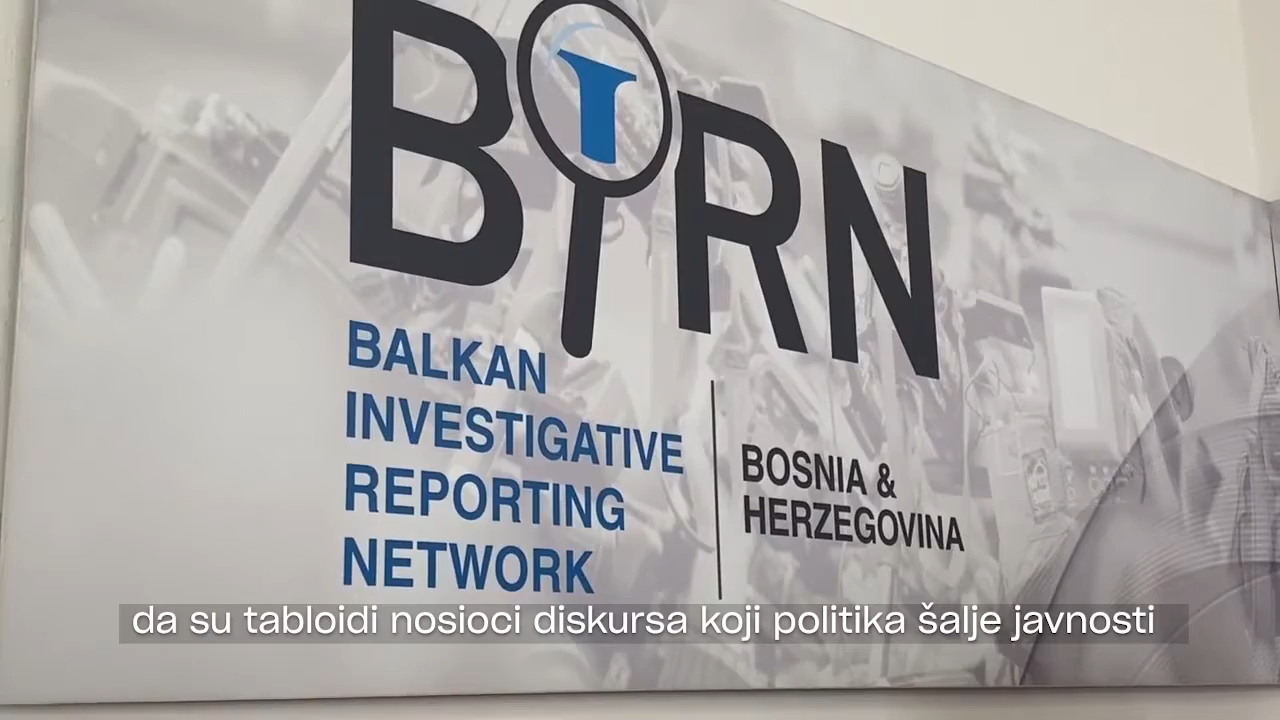 BIRN
BALKAN
INVESTIGATIVE
REPORTING
NETWORK
BOSNIA &
HERZEGOVINA
da su tabloidi nosioci diskursa koji politika šalje javnosti